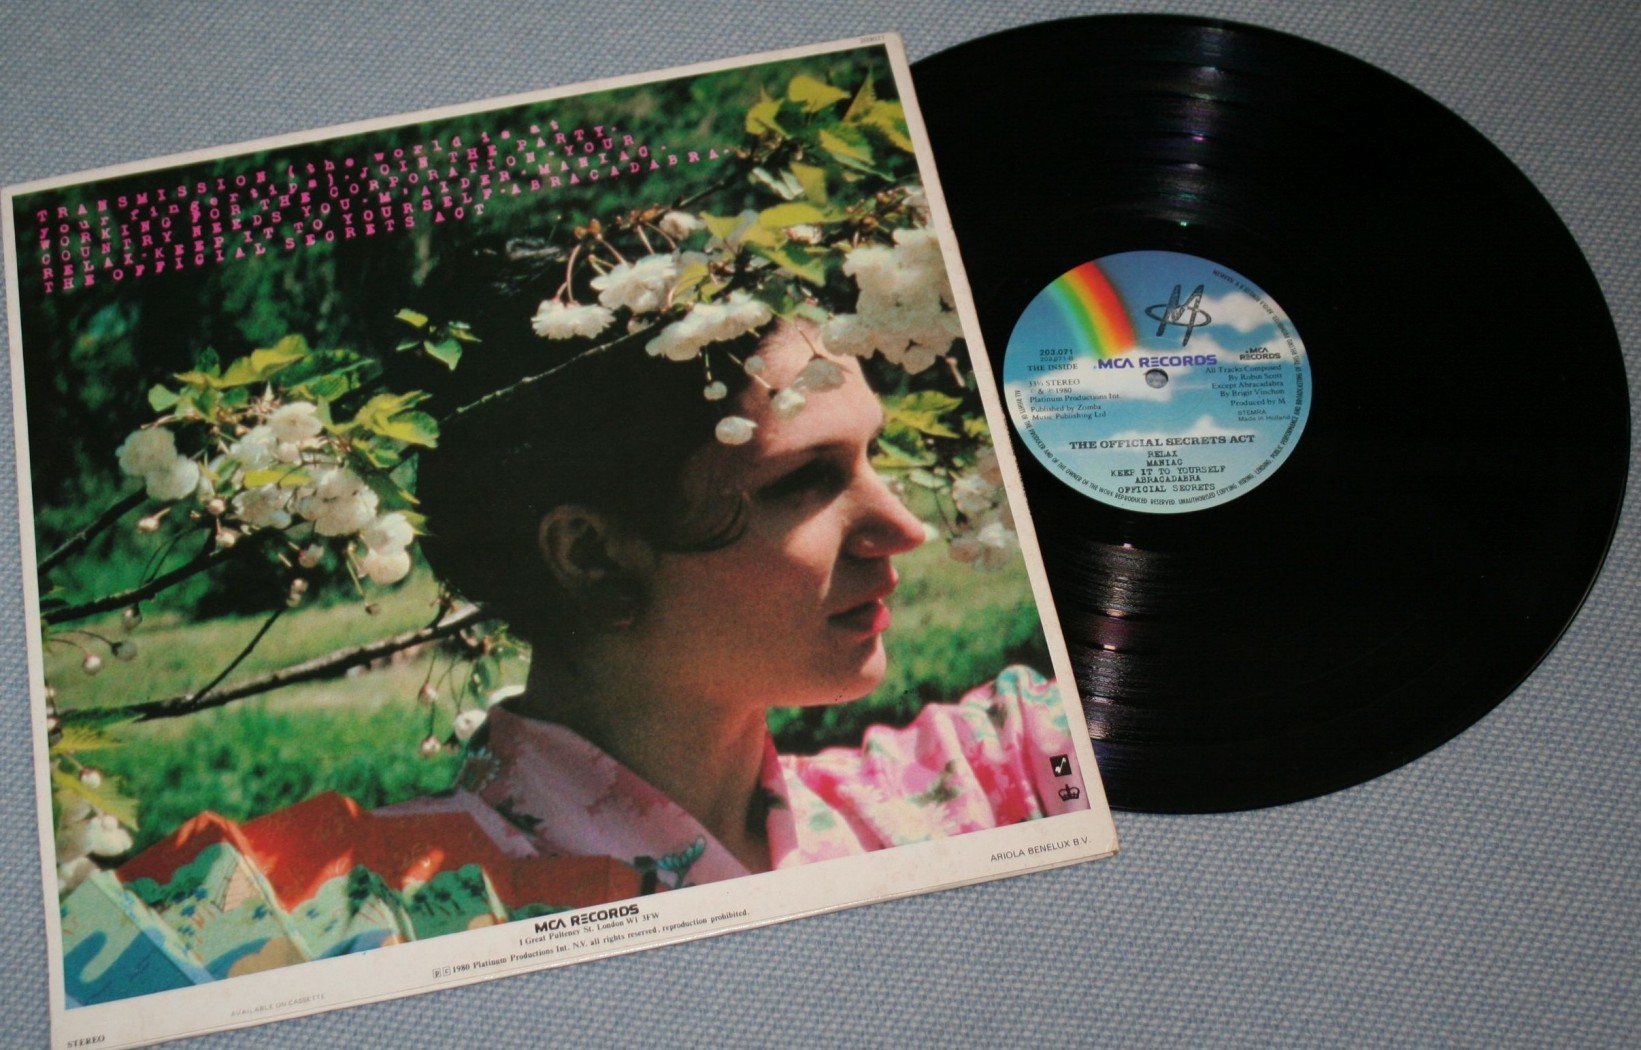 TRANSMISSION (the world is at
your fingertips).JOIN THE PARTY.
WORKING FOR THE CORPORATION.YOUR
COUNTRY NEEDS YOU.M'AIDER.MANIAC.
RELAX.KEEP IT TO YOURSELF.ABRACADABRA.
THE OFFICIAL SECRETS ACT
ARIOLA BENELUX B.V.
MCA RECORDS
1 Great Pulteney St. London W1 3FW
℗ © 1980 Platinum Productions Int. N.V. all rights reserved, reproduction prohibited.
AVAILABLE ON CASSETTE
STEREO
M
203.071
203.071-B
THE INSIDE
MCA RECORDS
MCA RECORDS
33⅓ STEREO
© & ℗ 1980
Platinum Productions Int
Published by Zomba
Music Publishing Ltd
All Tracks Composed
By Robin Scott
Except Abracadabra
By Brigit Vinchon
Produced by M
STEMRA
Made in Holland
THE OFFICIAL SECRETS ACT
RELAX
MANIAC
KEEP IT TO YOURSELF
ABRACADABRA
OFFICIAL SECRETS